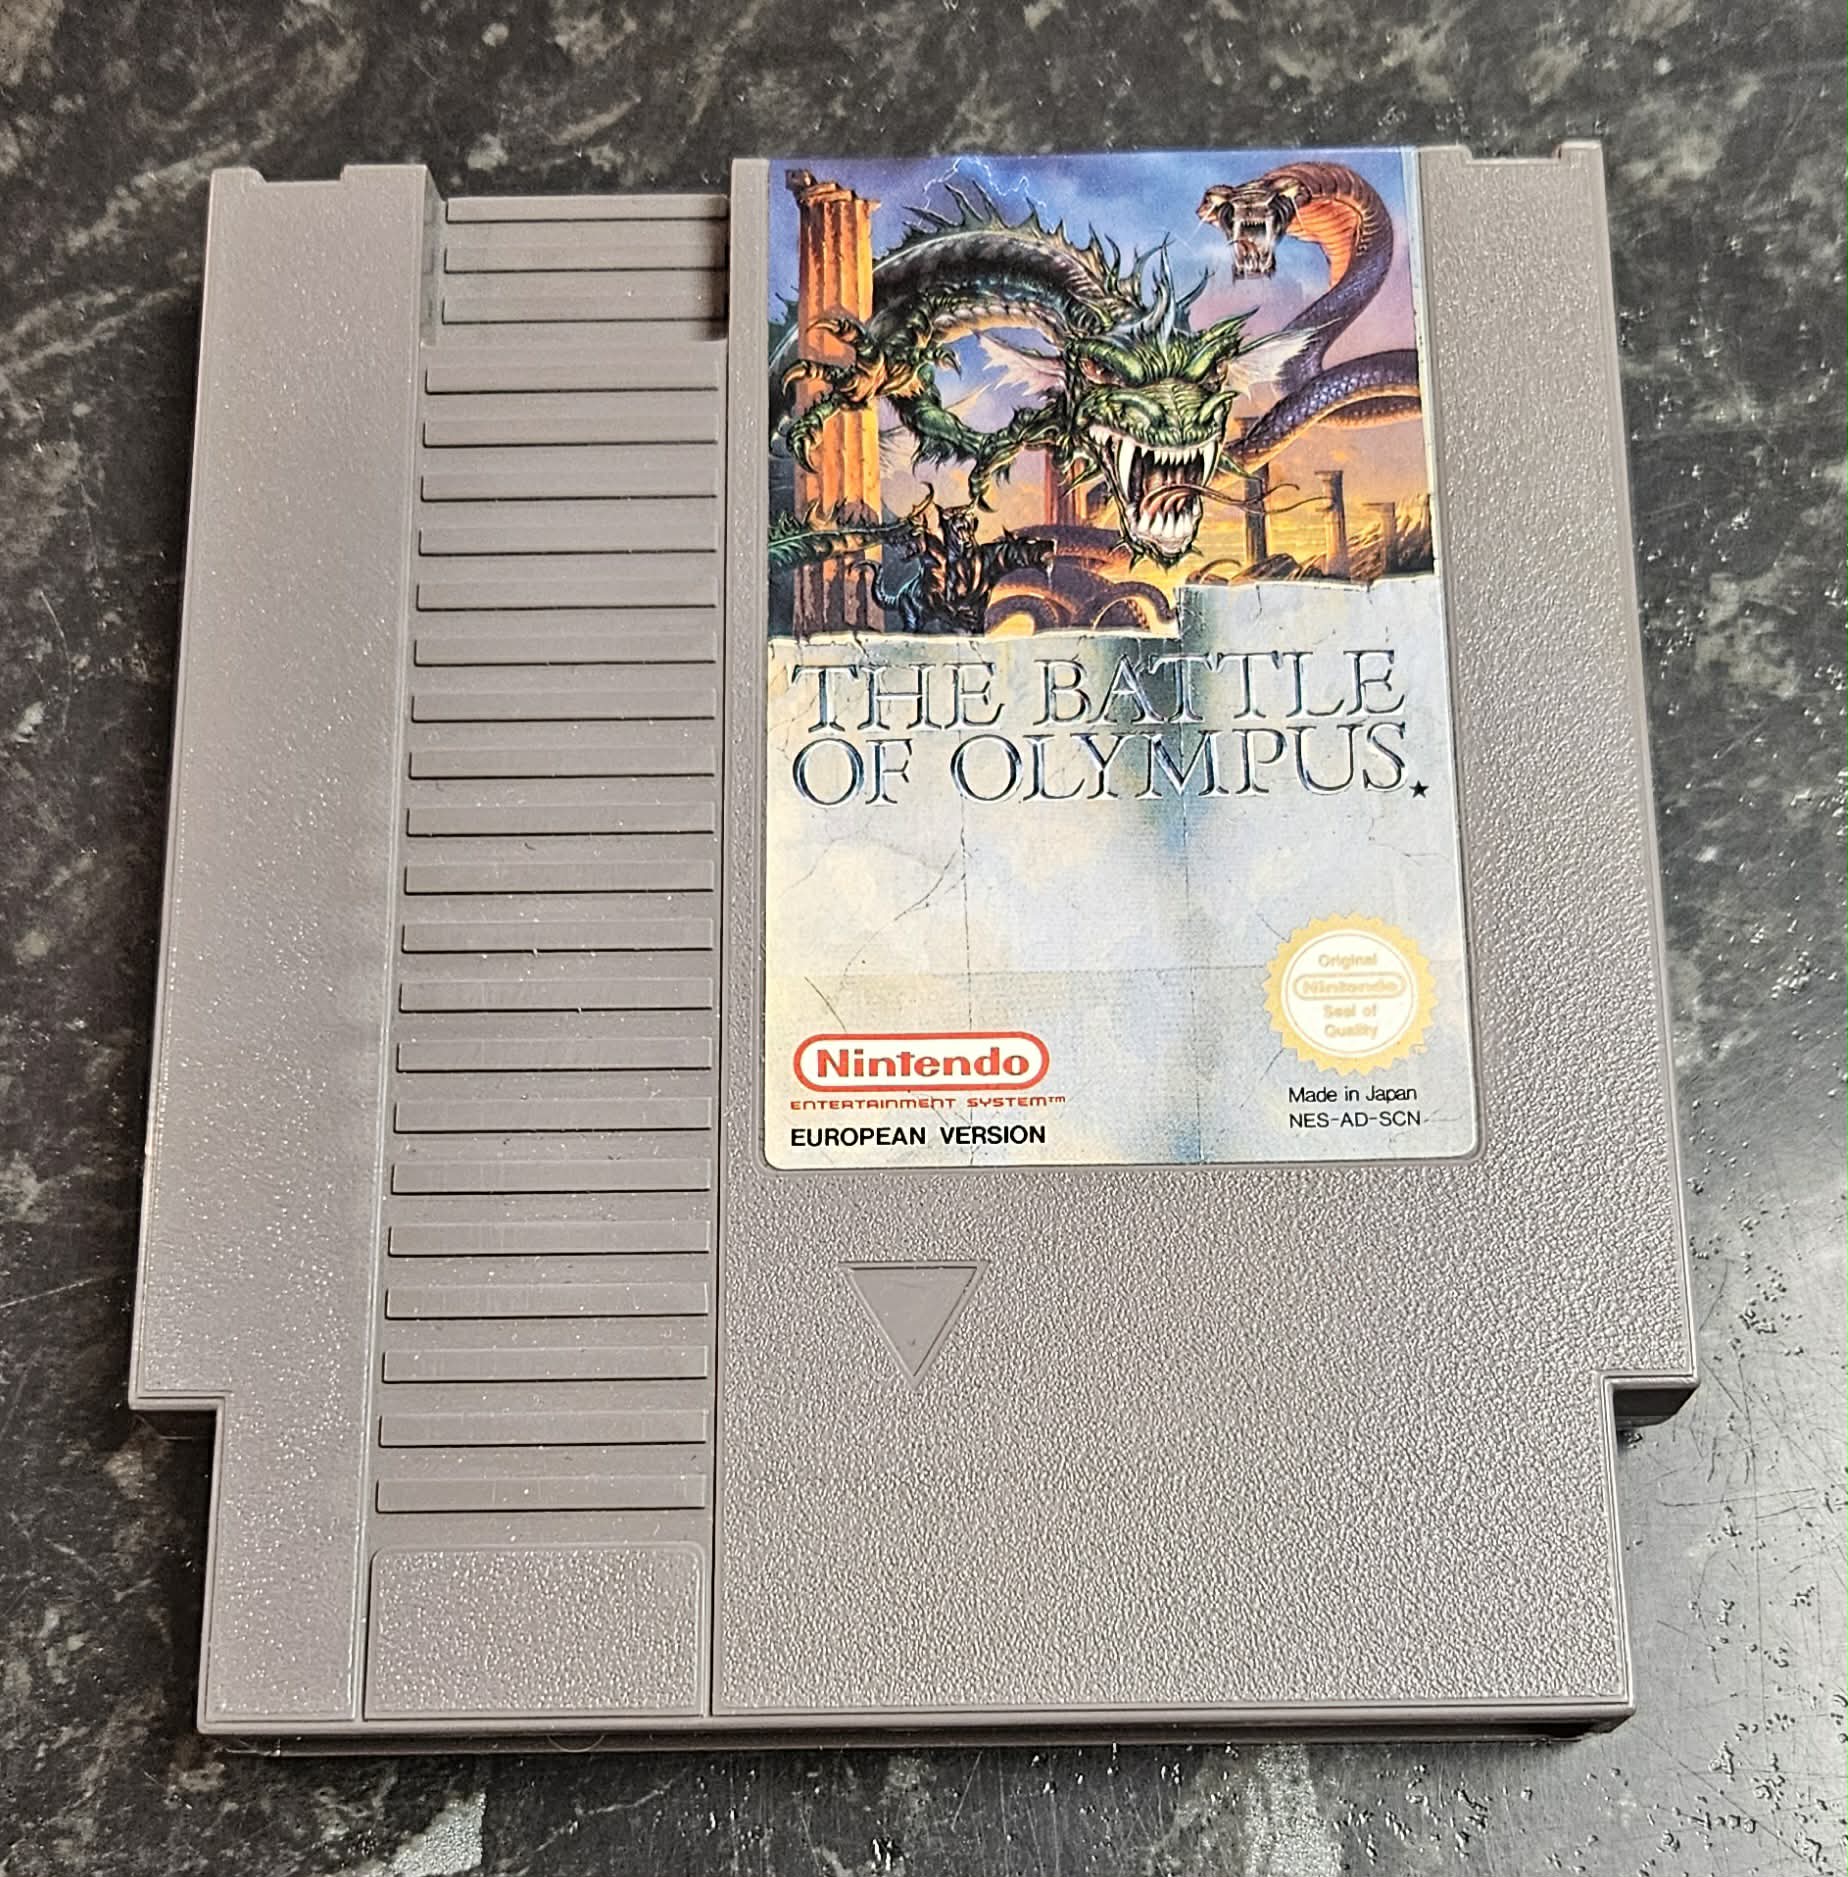 THE BATTLE
OF OLYMPUS.
Original
Nintendo
Seal of
Quality
Nintendo
ENTERTAINMENT SYSTEM™
EUROPEAN VERSION
Made in Japan
NES-AD-SCN